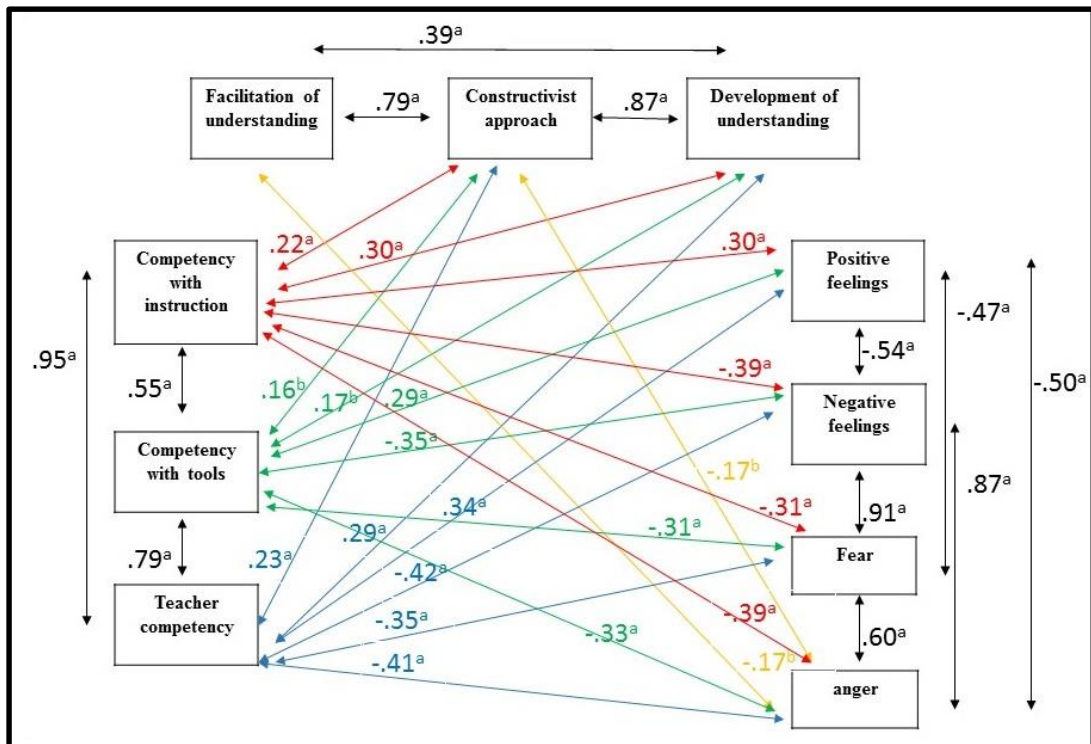 .39a
Facilitation of
understanding
.79a
Constructivist
approach
.87a
Development of
understanding
Competency
with
instruction
.22a
.30a
.30a
Positive
feelings
-.47a
-.54a
-.50a
.95a
.55a
.16b
.17b
.29a
-.39a
Negative
feelings
Competency
with tools
-.35a
-.17b
.87a
.34a
-.31a
.91a
-.31a
.79a
.23a
.29a
-.42a
Fear
Teacher
competency
-.35a
-.39a
-.33a
.60a
-.41a
-.17b
anger